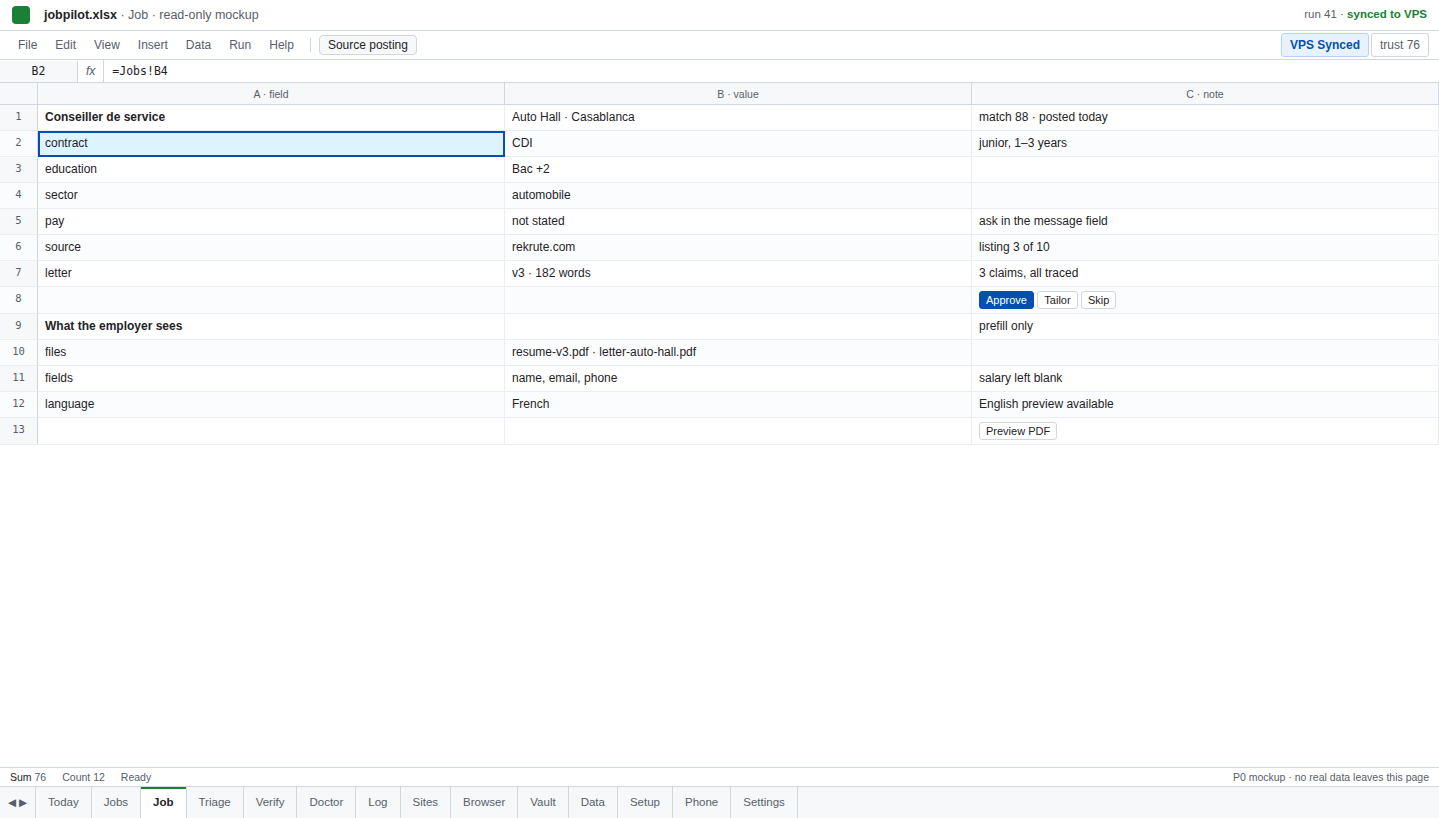 jobpilot.xlsx · Job · read-only mockup run 41 · synced to VPS
File Edit View Insert Data Run Help Source posting VPS Synced trust 76
B2 fx =Jobs!B4
A · field B · value C · note
1 Conseiller de service Auto Hall · Casablanca match 88 · posted today
2 contract CDI junior, 1–3 years
3 education Bac +2
4 sector automobile
5 pay not stated ask in the message field
6 source rekrute.com listing 3 of 10
7 letter v3 · 182 words 3 claims, all traced
8 Approve Tailor Skip
9 What the employer sees prefill only
10 files resume-v3.pdf · letter-auto-hall.pdf
11 fields name, email, phone salary left blank
12 language French English preview available
13 Preview PDF
Sum 76 Count 12 Ready P0 mockup · no real data leaves this page
◀ ▶ Today Jobs Job Triage Verify Doctor Log Sites Browser Vault Data Setup Phone Settings